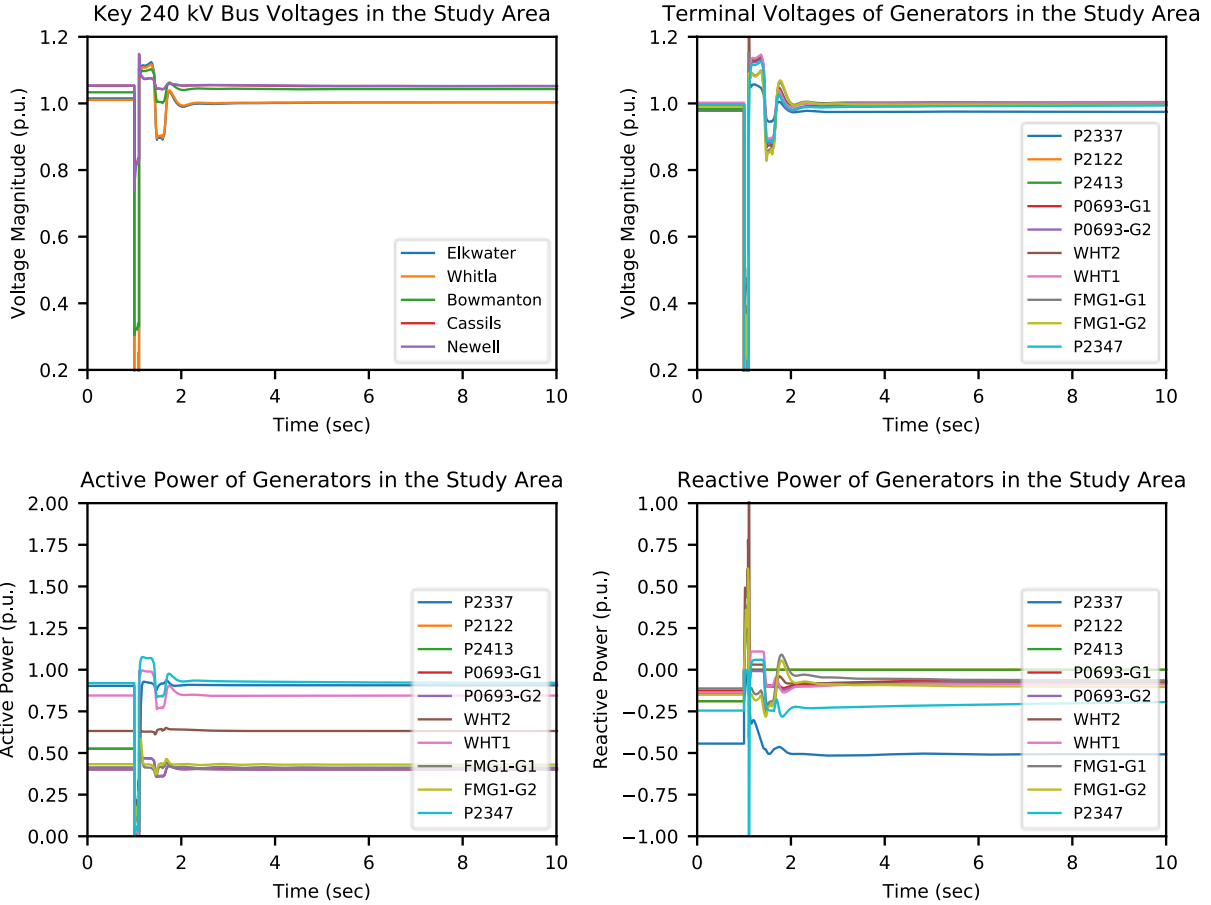 Key 240 kV Bus Voltages in the Study Area
1.2
1.0
0.8
0.6
0.4
0.2
Voltage Magnitude (p.u.)
Elkwater
Whitla
Bowmanton
Cassils
Newell
0 2 4 6 8 10
Time (sec)
Terminal Voltages of Generators in the Study Area
1.2
1.0
0.8
0.6
0.4
0.2
Voltage Magnitude (p.u.)
P2337
P2122
P2413
P0693-G1
P0693-G2
WHT2
WHT1
FMG1-G1
FMG1-G2
P2347
0 2 4 6 8 10
Time (sec)
Active Power of Generators in the Study Area
2.00
1.75
1.50
1.25
1.00
0.75
0.50
0.25
0.00
Active Power (p.u.)
P2337
P2122
P2413
P0693-G1
P0693-G2
WHT2
WHT1
FMG1-G1
FMG1-G2
P2347
0 2 4 6 8 10
Time (sec)
Reactive Power of Generators in the Study Area
1.00
0.75
0.50
0.25
0.00
−0.25
−0.50
−0.75
−1.00
Reactive Power (p.u.)
P2337
P2122
P2413
P0693-G1
P0693-G2
WHT2
WHT1
FMG1-G1
FMG1-G2
P2347
0 2 4 6 8 10
Time (sec)